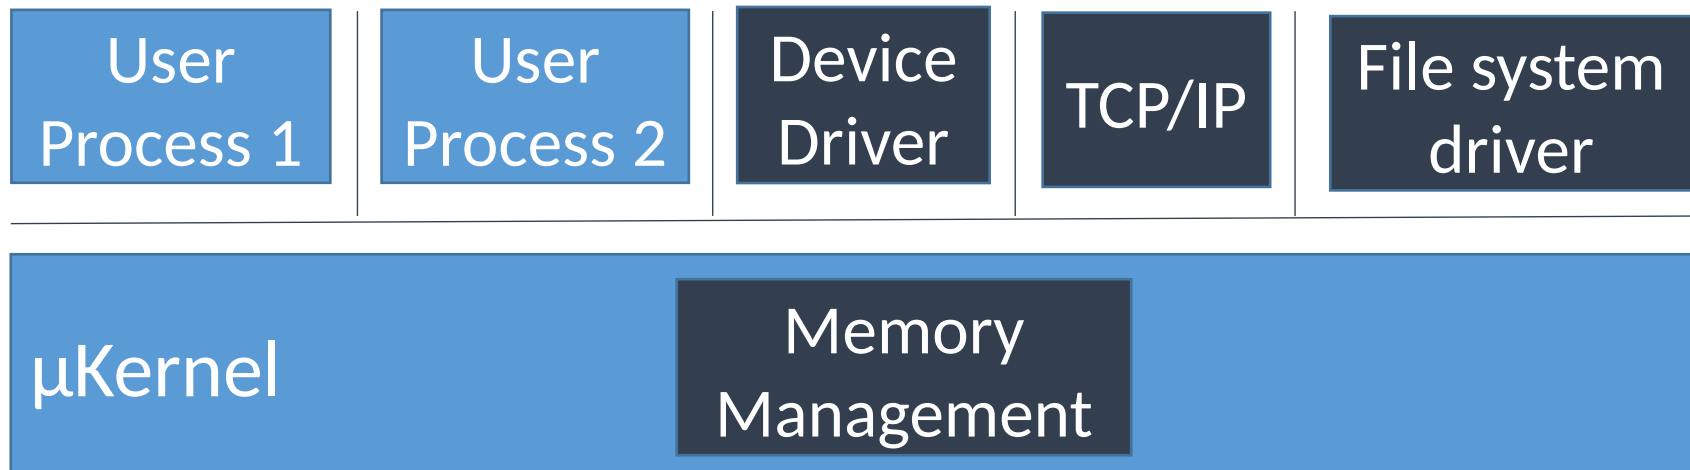 User
Process 1
User
Process 2
Device
Driver
TCP/IP
File system
driver
µKernel
Memory
Management